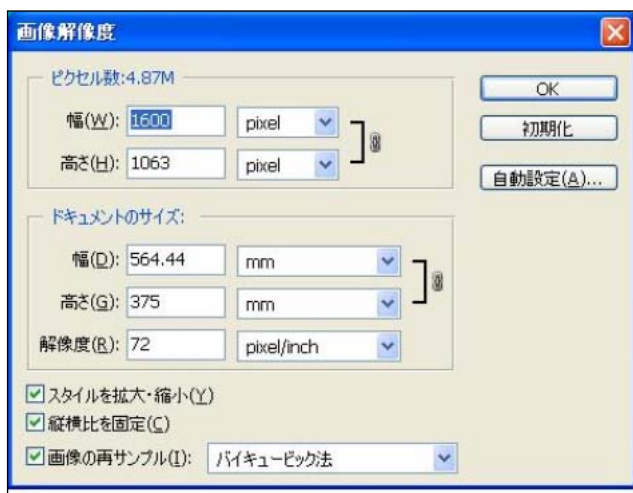 画像解像度
ピクセル数:4.87M
幅(W): 1600 pixel
高さ(H): 1063 pixel
OK
初期化
自動設定(A)...
ドキュメントのサイズ:
幅(D): 564.44 mm
高さ(G): 375 mm
解像度(R): 72 pixel/inch
スタイルを拡大・縮小(Y)
縦横比を固定(C)
画像の再サンプル(I): バイキュービック法